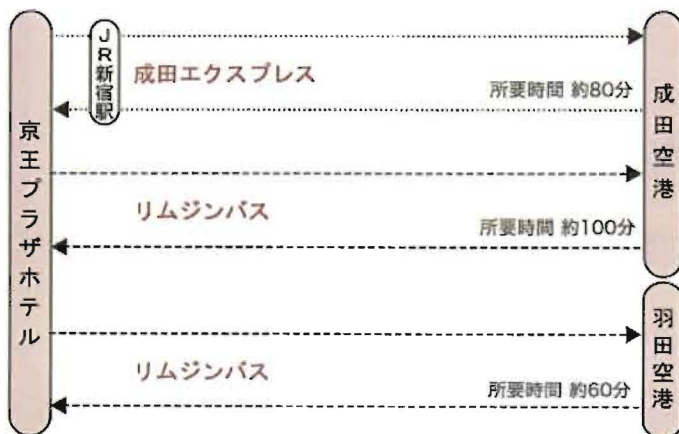 京王プラザホテル
JR新宿駅
成田エクスプレス
所要時間 約80分
リムジンバス
所要時間 約100分
成田空港
リムジンバス
所要時間 約60分
羽田空港